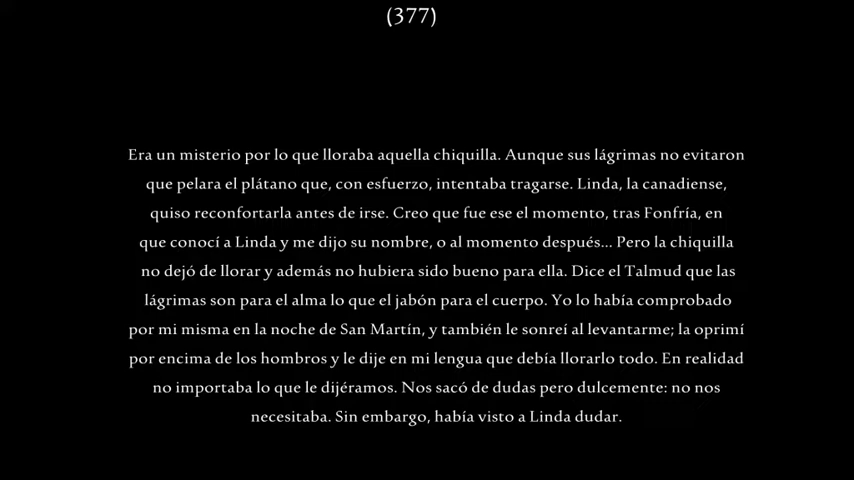 (377)
Era un misterio por lo que lloraba aquella chiquilla. Aunque sus lágrimas no evitaron
que pelara el plátano que, con esfuerzo, intentaba tragarse. Linda, la canadiense,
quiso reconfortarla antes de irse. Creo que fue ese el momento, tras Fonfría, en
que conocí a Linda y me dijo su nombre, o al momento después... Pero la chiquilla
no dejó de llorar y además no hubiera sido bueno para ella. Dice el Talmud que las
lágrimas son para el alma lo que el jabón para el cuerpo. Yo lo había comprobado
por mi misma en la noche de San Martín, y también le sonreí al levantarme; la oprimí
por encima de los hombros y le dije en mi lengua que debía llorarlo todo. En realidad
no importaba lo que le dijéramos. Nos sacó de dudas pero dulcemente: no nos
necesitaba. Sin embargo, había visto a Linda dudar.